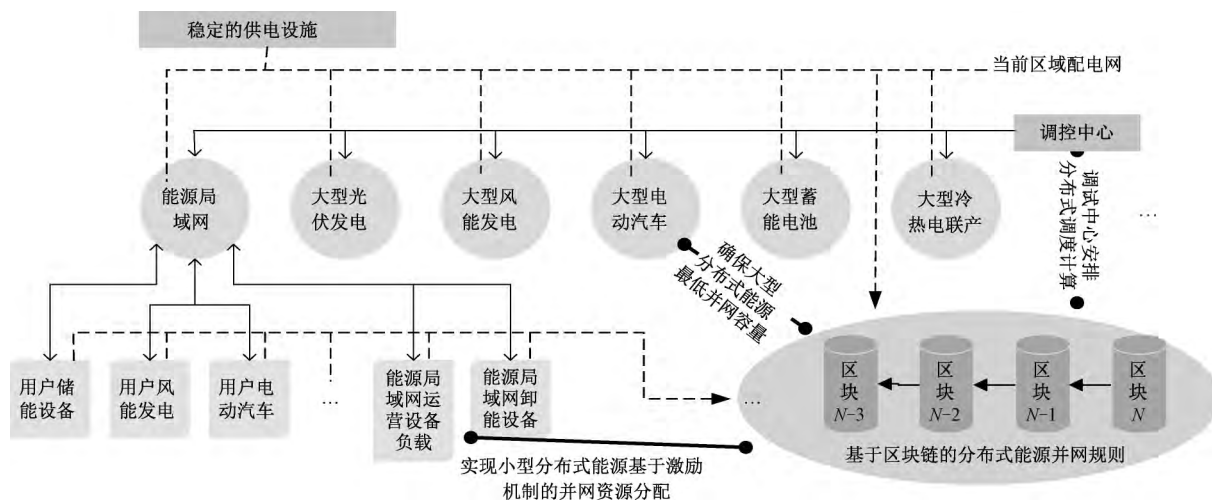 稳定的供电设施
当前区域配电网
调控中心
能源局
域网
大型光
伏发电
大型风
能发电
大型电
动汽车
大型蓄
能电池
大型冷
热电联产
…
调试中心安排
分布式调度计算
确保大型
分布式能源
最低并网容量
用户储
能设备
用户风
能发电
用户电
动汽车
…
能源局
域网运
营设备
负载
能源局
域网卸
能设备
…
区
块
N-3
区
块
N-2
区
块
N-1
区
块
N
基于区块链的分布式能源并网规则
实现小型分布式能源基于激励
机制的并网资源分配